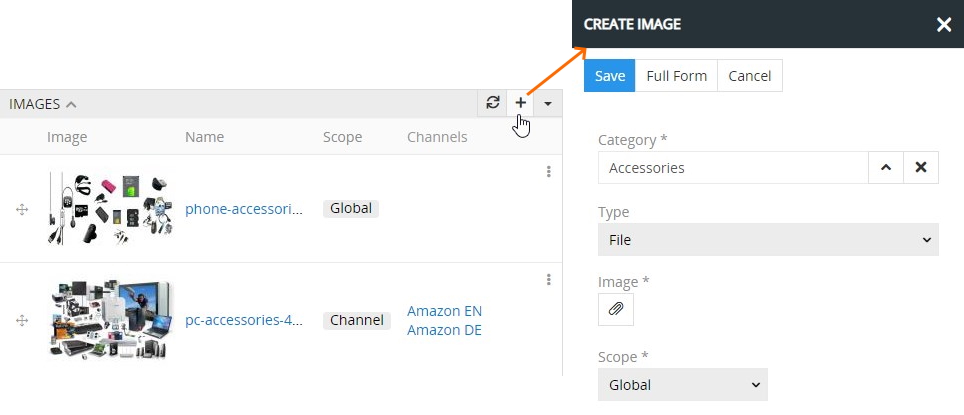 IMAGES
Image Name Scope Channels
phone-accessori... Global
pc-accessories-4... Channel Amazon EN
Amazon DE
CREATE IMAGE
Save Full Form Cancel
Category *
Accessories
Type
File
Image *
Scope *
Global